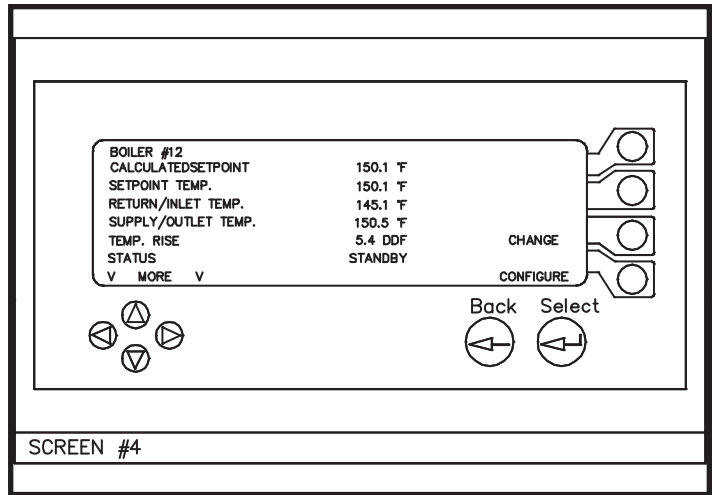 BOILER #12
CALCULATEDSETPOINT 150.1 °F
SETPOINT TEMP. 150.1 °F
RETURN/INLET TEMP. 145.1 °F
SUPPLY/OUTLET TEMP. 150.5 °F
TEMP. RISE 5.4 DDF CHANGE
STATUS STANDBY
V MORE V CONFIGURE
Back Select
SCREEN #4